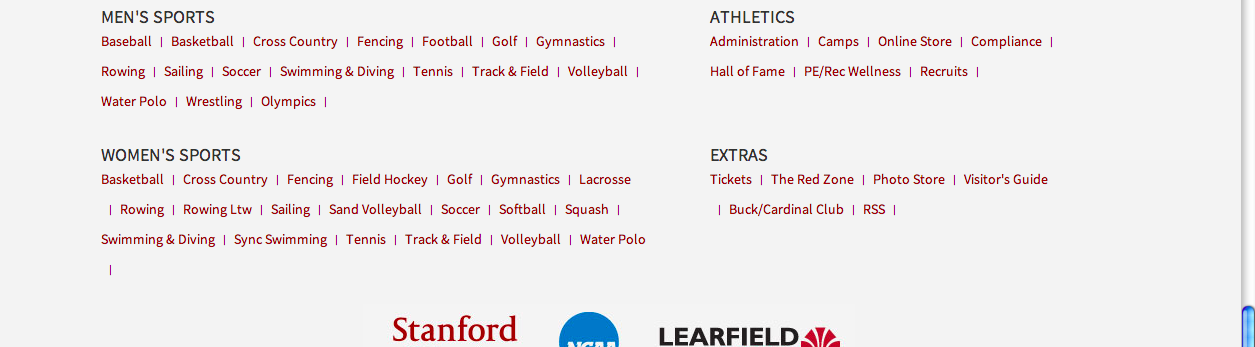 MEN'S SPORTS
Baseball | Basketball | Cross Country | Fencing | Football | Golf | Gymnastics |
Rowing | Sailing | Soccer | Swimming & Diving | Tennis | Track & Field | Volleyball |
Water Polo | Wrestling | Olympics |
WOMEN'S SPORTS
Basketball | Cross Country | Fencing | Field Hockey | Golf | Gymnastics | Lacrosse
| Rowing | Rowing Ltw | Sailing | Sand Volleyball | Soccer | Softball | Squash |
Swimming & Diving | Sync Swimming | Tennis | Track & Field | Volleyball | Water Polo
|
ATHLETICS
Administration | Camps | Online Store | Compliance |
Hall of Fame | PE/Rec Wellness | Recruits |
EXTRAS
Tickets | The Red Zone | Photo Store | Visitor's Guide
| Buck/Cardinal Club | RSS |
Stanford
NCAA
LEARFIELD